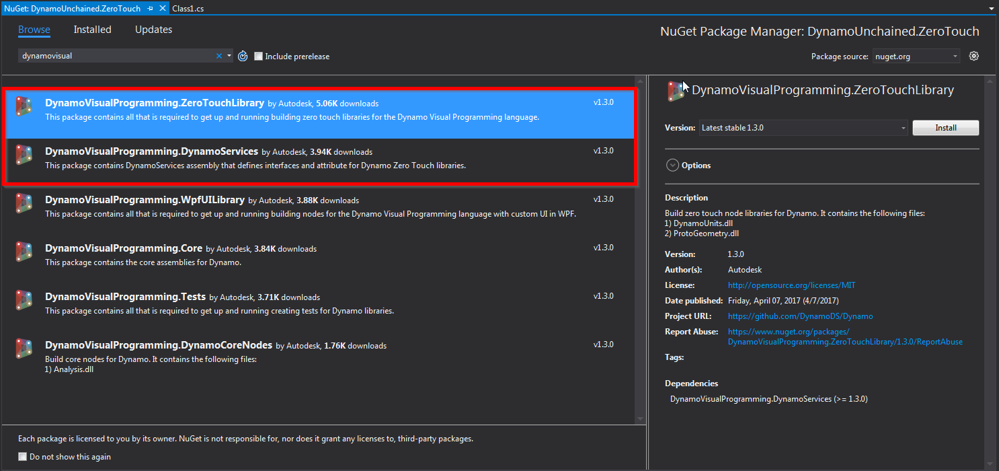 NuGet: DynamoUnchained.ZeroTouch
Class1.cs
Browse
Installed
Updates
NuGet Package Manager: DynamoUnchained.ZeroTouch
dynamovisual
Include prerelease
Package source: nuget.org
DynamoVisualProgramming.ZeroTouchLibrary by Autodesk, 5.06K downloads
v1.3.0
This package contains all that is required to get up and running building zero touch libraries for the Dynamo Visual Programming language.
DynamoVisualProgramming.DynamoServices by Autodesk, 3.94K downloads
v1.3.0
This package contains DynamoServices assembly that defines interfaces and attribute for Dynamo Zero Touch libraries.
DynamoVisualProgramming.WpfUILibrary by Autodesk, 3.88K downloads
v1.3.0
This package contains all that is required to get up and running building nodes for the Dynamo Visual Programming language with custom UI in WPF.
DynamoVisualProgramming.Core by Autodesk, 3.84K downloads
v1.3.0
This package contains the core assemblies for Dynamo.
DynamoVisualProgramming.Tests by Autodesk, 3.71K downloads
v1.3.0
This package contains all that is required to get up and running creating tests for Dynamo libraries.
DynamoVisualProgramming.DynamoCoreNodes by Autodesk, 1.76K downloads
v1.3.0
Build core nodes for Dynamo. It contains the following files:
1) Analysis.dll
Each package is licensed to you by its owner. NuGet is not responsible for, nor does it grant any licenses to, third-party packages.
Do not show this again
DynamoVisualProgramming.ZeroTouchLibrary
Version: Latest stable 1.3.0
Install
Options
Description
Build zero touch node libraries for Dynamo. It contains the following files:
1) DynamoUnits.dll
2) ProtoGeometry.dll
Version: 1.3.0
Author(s): Autodesk
License: http://opensource.org/licenses/MIT
Date published: Friday, April 07, 2017 (4/7/2017)
Project URL: https://github.com/DynamoDS/Dynamo
Report Abuse: https://www.nuget.org/packages/
DynamoVisualProgramming.ZeroTouchLibrary/1.3.0/ReportAbuse
Tags:
Dependencies
DynamoVisualProgramming.DynamoServices (>= 1.3.0)